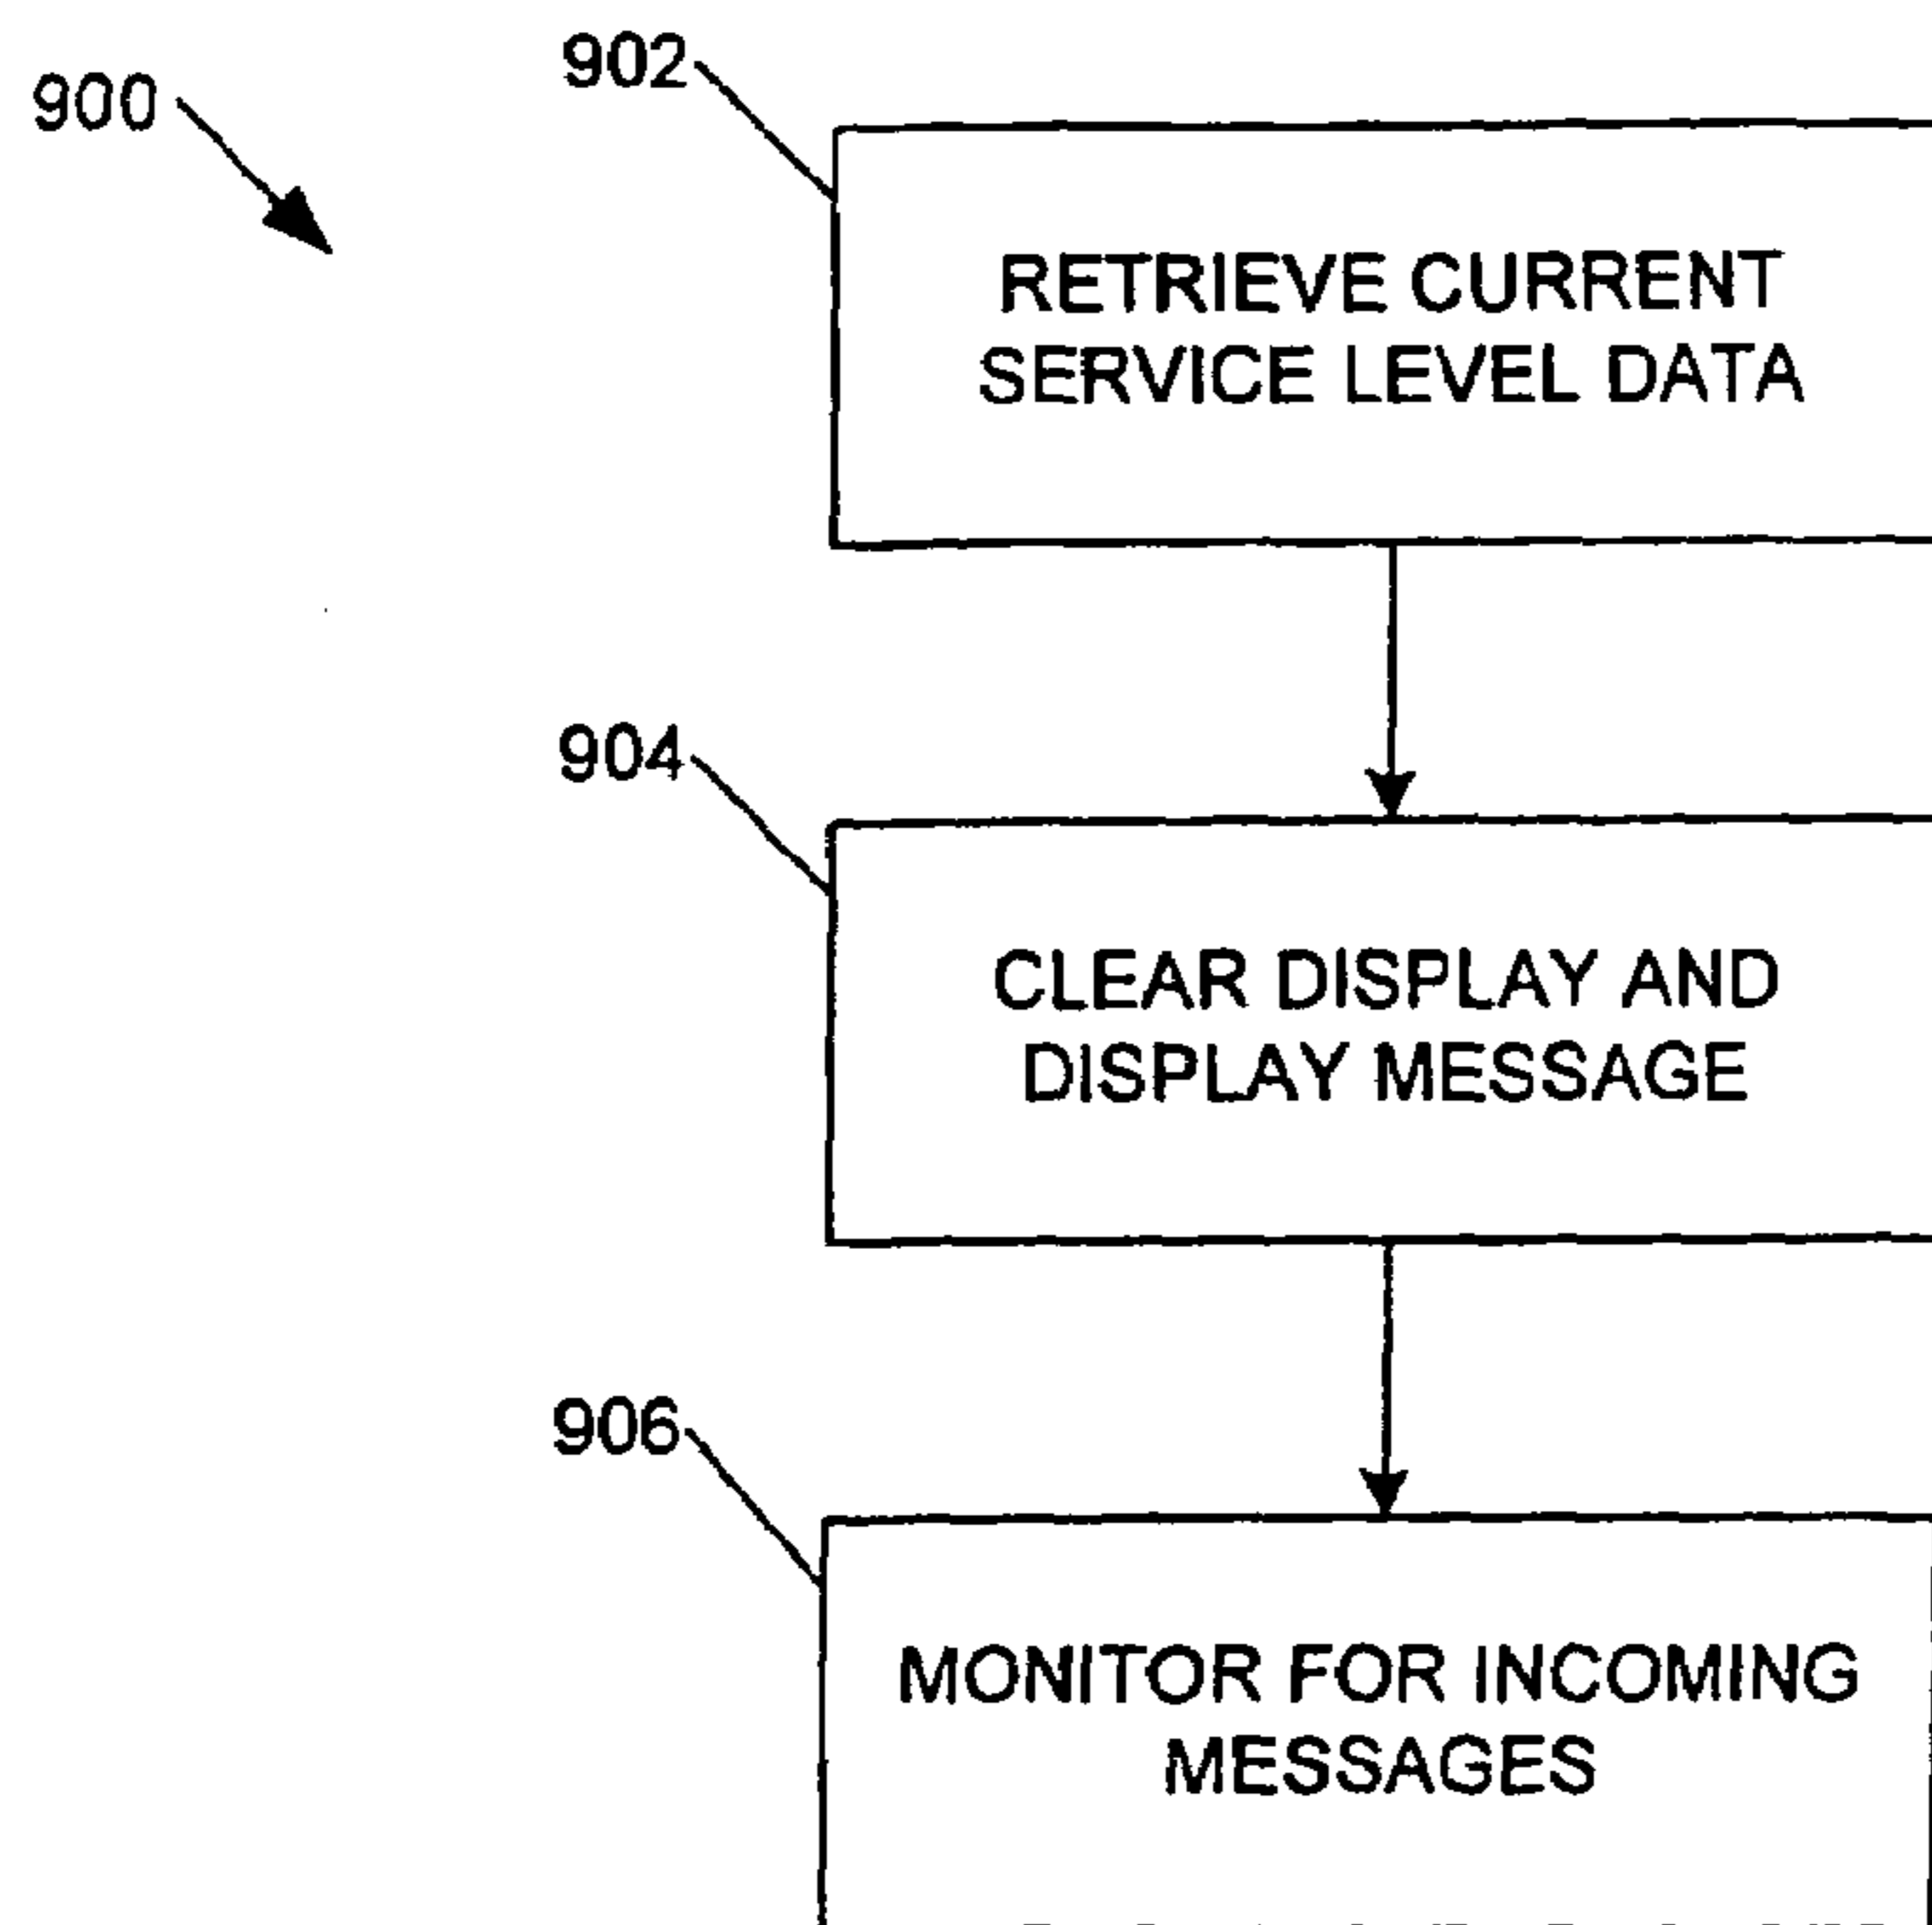 900
902
RETRIEVE CURRENT
SERVICE LEVEL DATA
904
CLEAR DISPLAY AND
DISPLAY MESSAGE
906
MONITOR FOR INCOMING
MESSAGES